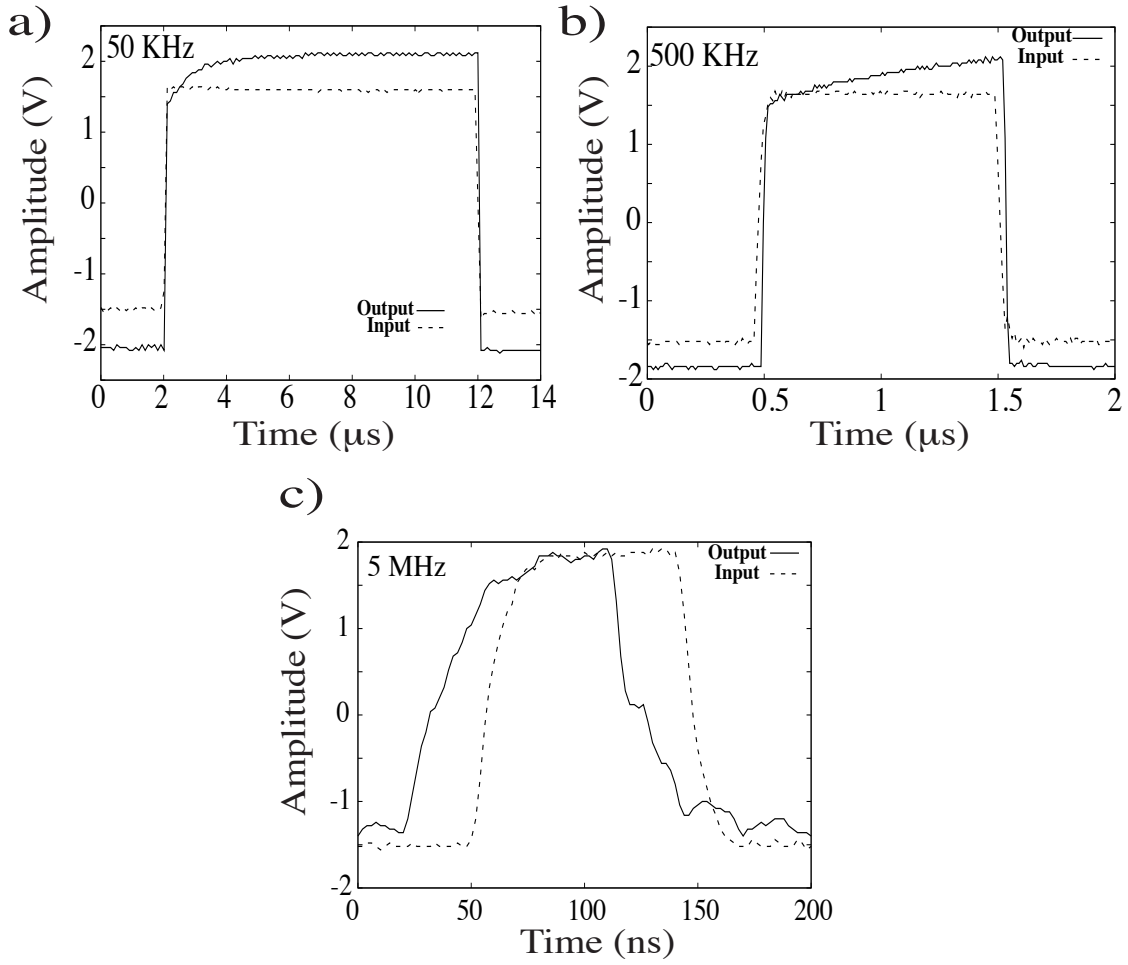 a)
50 KHz
Amplitude (V)
2
1
0
-1
-2
Output
Input
0 2 4 6 8 10 12 14
Time (μs)
b)
500 KHz
Output
Input
Amplitude (V)
2
1
0
-1
-2
0 0.5 1 1.5 2
Time (μs)
c)
5 MHz
Output
Input
Amplitude (V)
2
1
0
-1
-2
0 50 100 150 200
Time (ns)